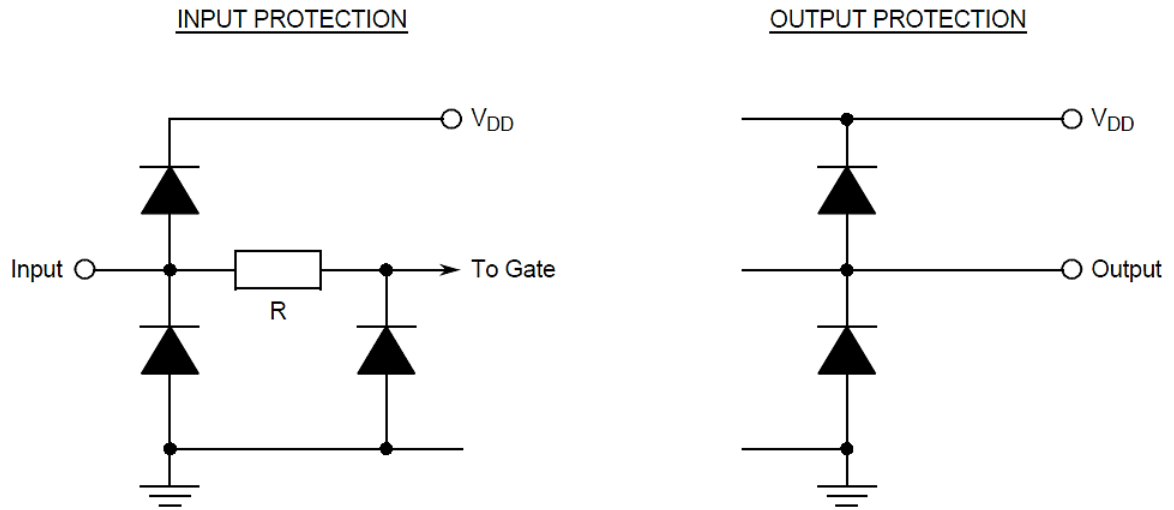 INPUT PROTECTION
OUTPUT PROTECTION
VDD
VDD
Input
To Gate
Output
R